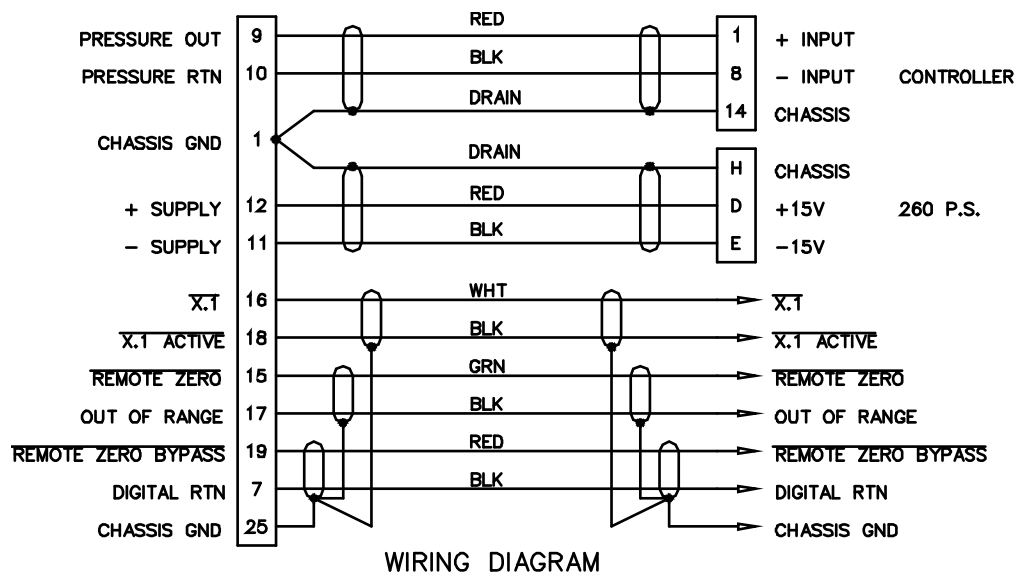 PRESSURE OUT 9 RED 1 + INPUT
PRESSURE RTN 10 BLK 8 − INPUT CONTROLLER
DRAIN 14 CHASSIS
CHASSIS GND 1
DRAIN H CHASSIS
+ SUPPLY 12 RED D +15V 260 P.S.
− SUPPLY 11 BLK E −15V
X.1 16 WHT X.1
X.1 ACTIVE 18 BLK X.1 ACTIVE
REMOTE ZERO 15 GRN REMOTE ZERO
OUT OF RANGE 17 BLK OUT OF RANGE
REMOTE ZERO BYPASS 19 RED REMOTE ZERO BYPASS
DIGITAL RTN 7 BLK DIGITAL RTN
CHASSIS GND 25 CHASSIS GND
WIRING DIAGRAM